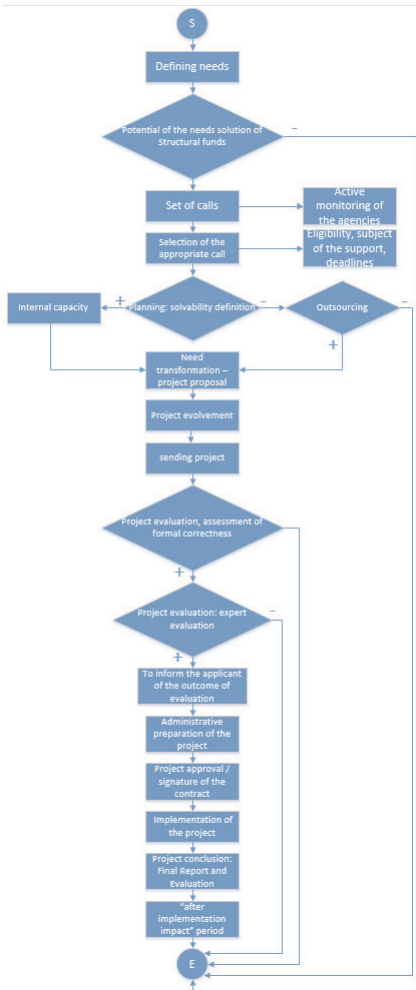 S
Defining needs
Potential of the needs solution of
Structural funds
–
Set of calls
Active
monitoring of
the agencies
Selection of the
appropriate call
Eligibility, subject
of the support,
deadlines
Internal capacity
+
Planning: solvability definition
–
Outsourcing
–
+
Need
transformation –
project proposal
Project evolvement
sending project
Project evaluation, assessment of
formal correctness
+
Project evaluation: expert
evaluation
–
+
To inform the applicant
of the outcome of
evaluation
Administrative
preparation of the
project
Project approval /
signature of the
contract
Implementation of
the project
Project conclusion:
Final Report and
Evaluation
"after
implementation
impact" period
E